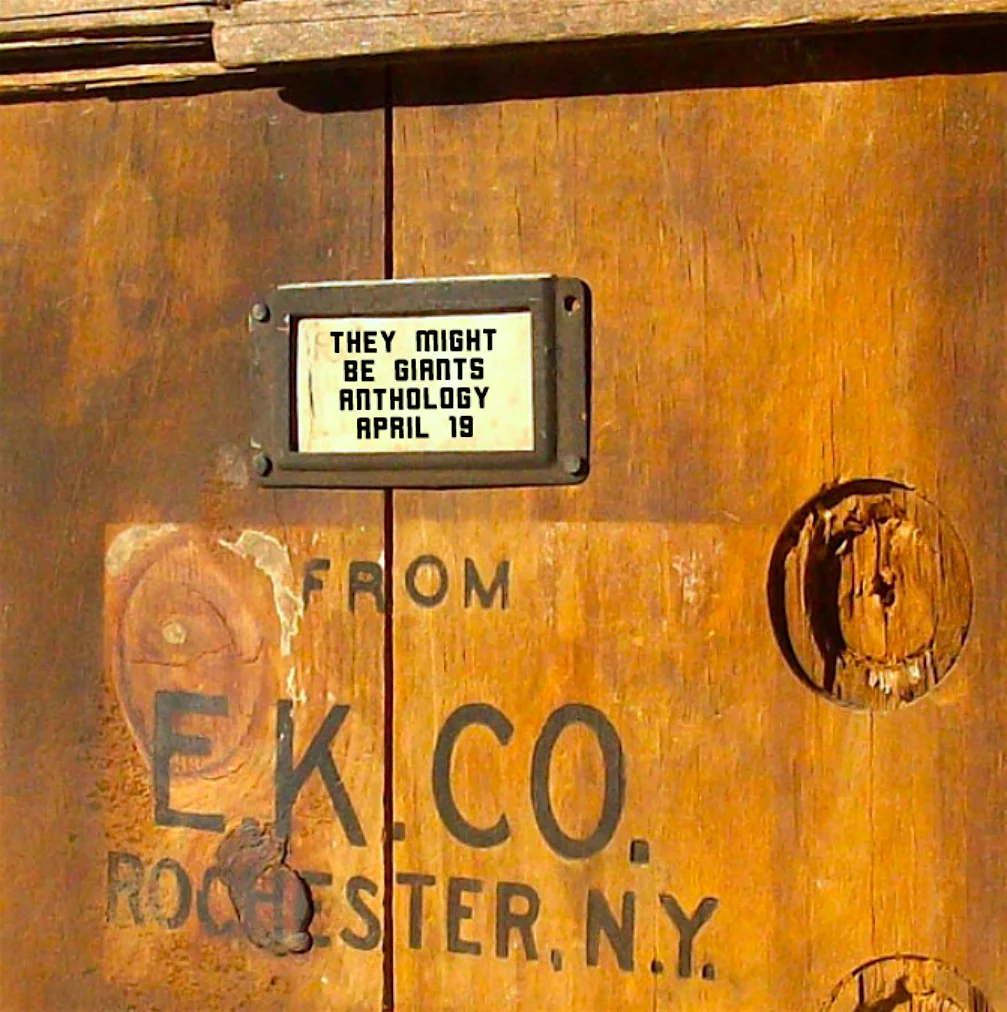 THEY MIGHT
BE GIANTS
ANTHOLOGY
APRIL 19
FROM
E.K.CO.
ROCHESTER, N.Y.